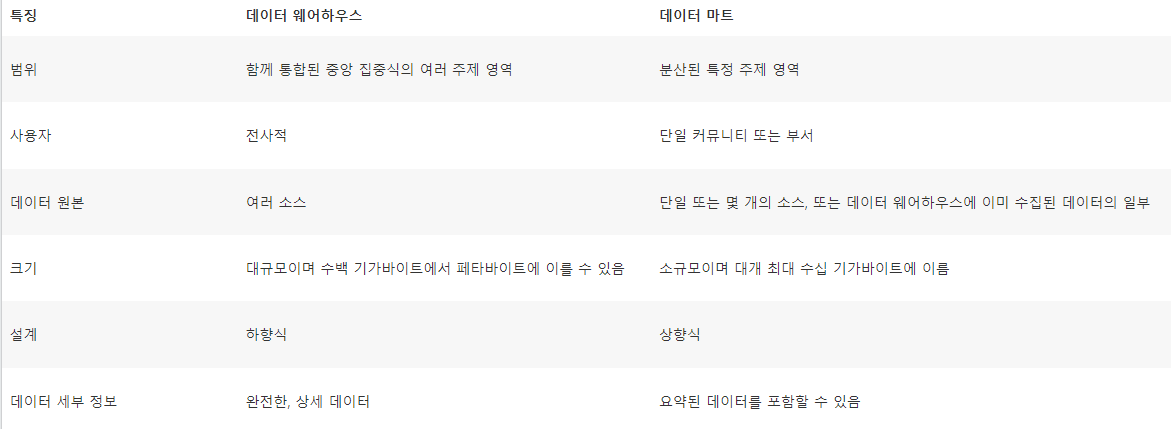 특징 데이터 웨어하우스 데이터 마트
범위 함께 통합된 중앙 집중식의 여러 주제 영역 분산된 특정 주제 영역
사용자 전사적 단일 커뮤니티 또는 부서
데이터 원본 여러 소스 단일 또는 몇 개의 소스, 또는 데이터 웨어하우스에 이미 수집된 데이터의 일부
크기 대규모이며 수백 기가바이트에서 페타바이트에 이를 수 있음 소규모이며 대개 최대 수십 기가바이트에 이름
설계 하향식 상향식
데이터 세부 정보 완전한, 상세 데이터 요약된 데이터를 포함할 수 있음